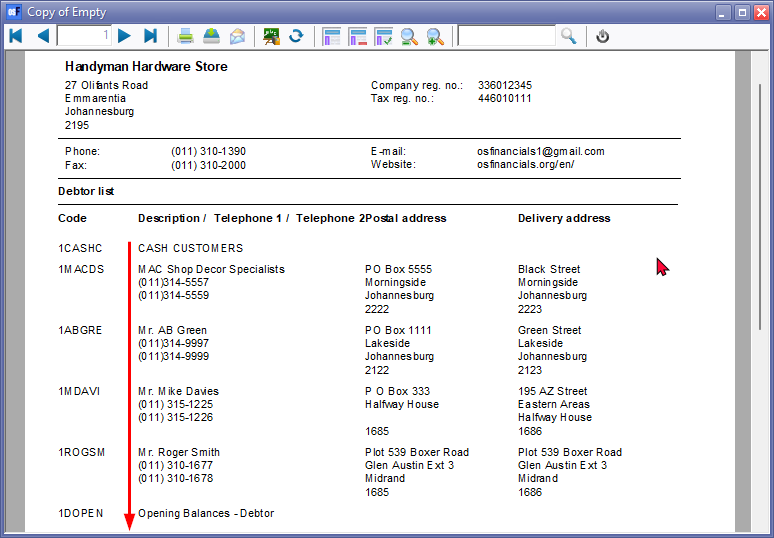 Copy of Empty
1
Handyman Hardware Store
27 Olifants Road Company reg. no.: 336012345
Emmarentia Tax reg. no.: 446010111
Johannesburg
2195
Phone: (011) 310-1390 E-mail: osfinancials1@gmail.com
Fax: (011) 310-2000 Website: osfinancials.org/en/
Debtor list
Code Description / Telephone 1 / Telephone 2 Postal address Delivery address
1CASHC CASH CUSTOMERS
1MACDS MAC Shop Decor Specialists PO Box 5555 Black Street
(011)314-5557 Morningside Morningside
(011)314-5559 Johannesburg Johannesburg
2222 2223
1ABGRE Mr. AB Green PO Box 1111 Green Street
(011)314-9997 Lakeside Lakeside
(011)314-9999 Johannesburg Johannesburg
2122 2123
1MDAVI Mr. Mike Davies P O Box 333 195 AZ Street
(011) 315-1225 Halfway House Eastern Areas
(011) 315-1226 Halfway House
1685 1686
1ROGSM Mr. Roger Smith Plot 539 Boxer Road Plot 539 Boxer Road
(011) 310-1677 Glen Austin Ext 3 Glen Austin Ext 3
(011) 310-1678 Midrand Midrand
1685 1686
1DOPEN Opening Balances - Debtor